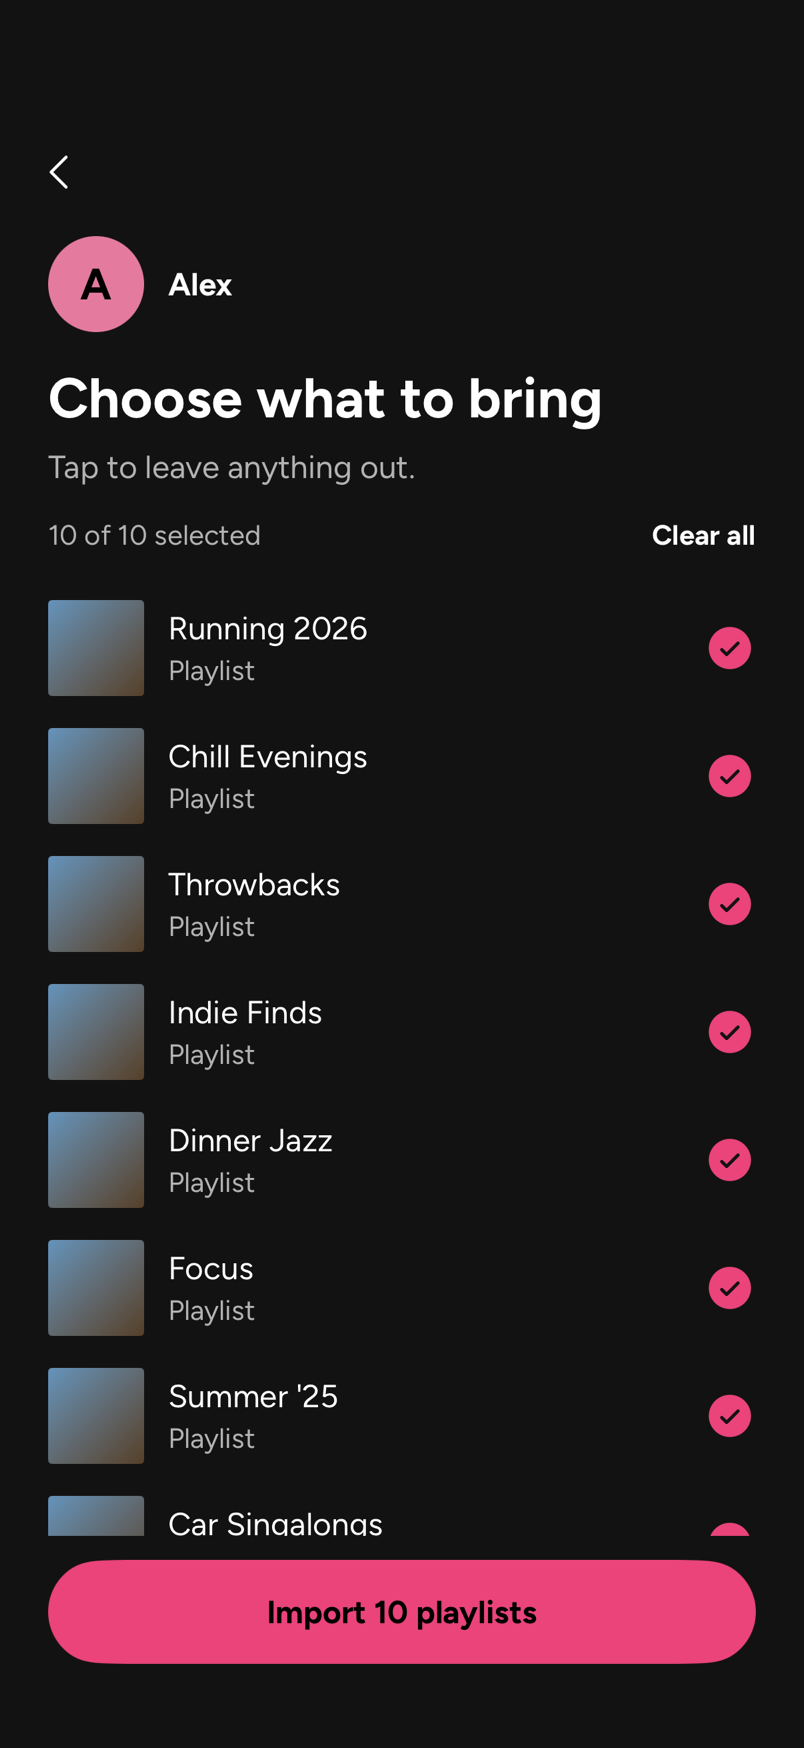 A
Alex
Choose what to bring
Tap to leave anything out.
10 of 10 selected
Clear all
Running 2026
Playlist
Chill Evenings
Playlist
Throwbacks
Playlist
Indie Finds
Playlist
Dinner Jazz
Playlist
Focus
Playlist
Summer '25
Playlist
Car Singalongs
Import 10 playlists